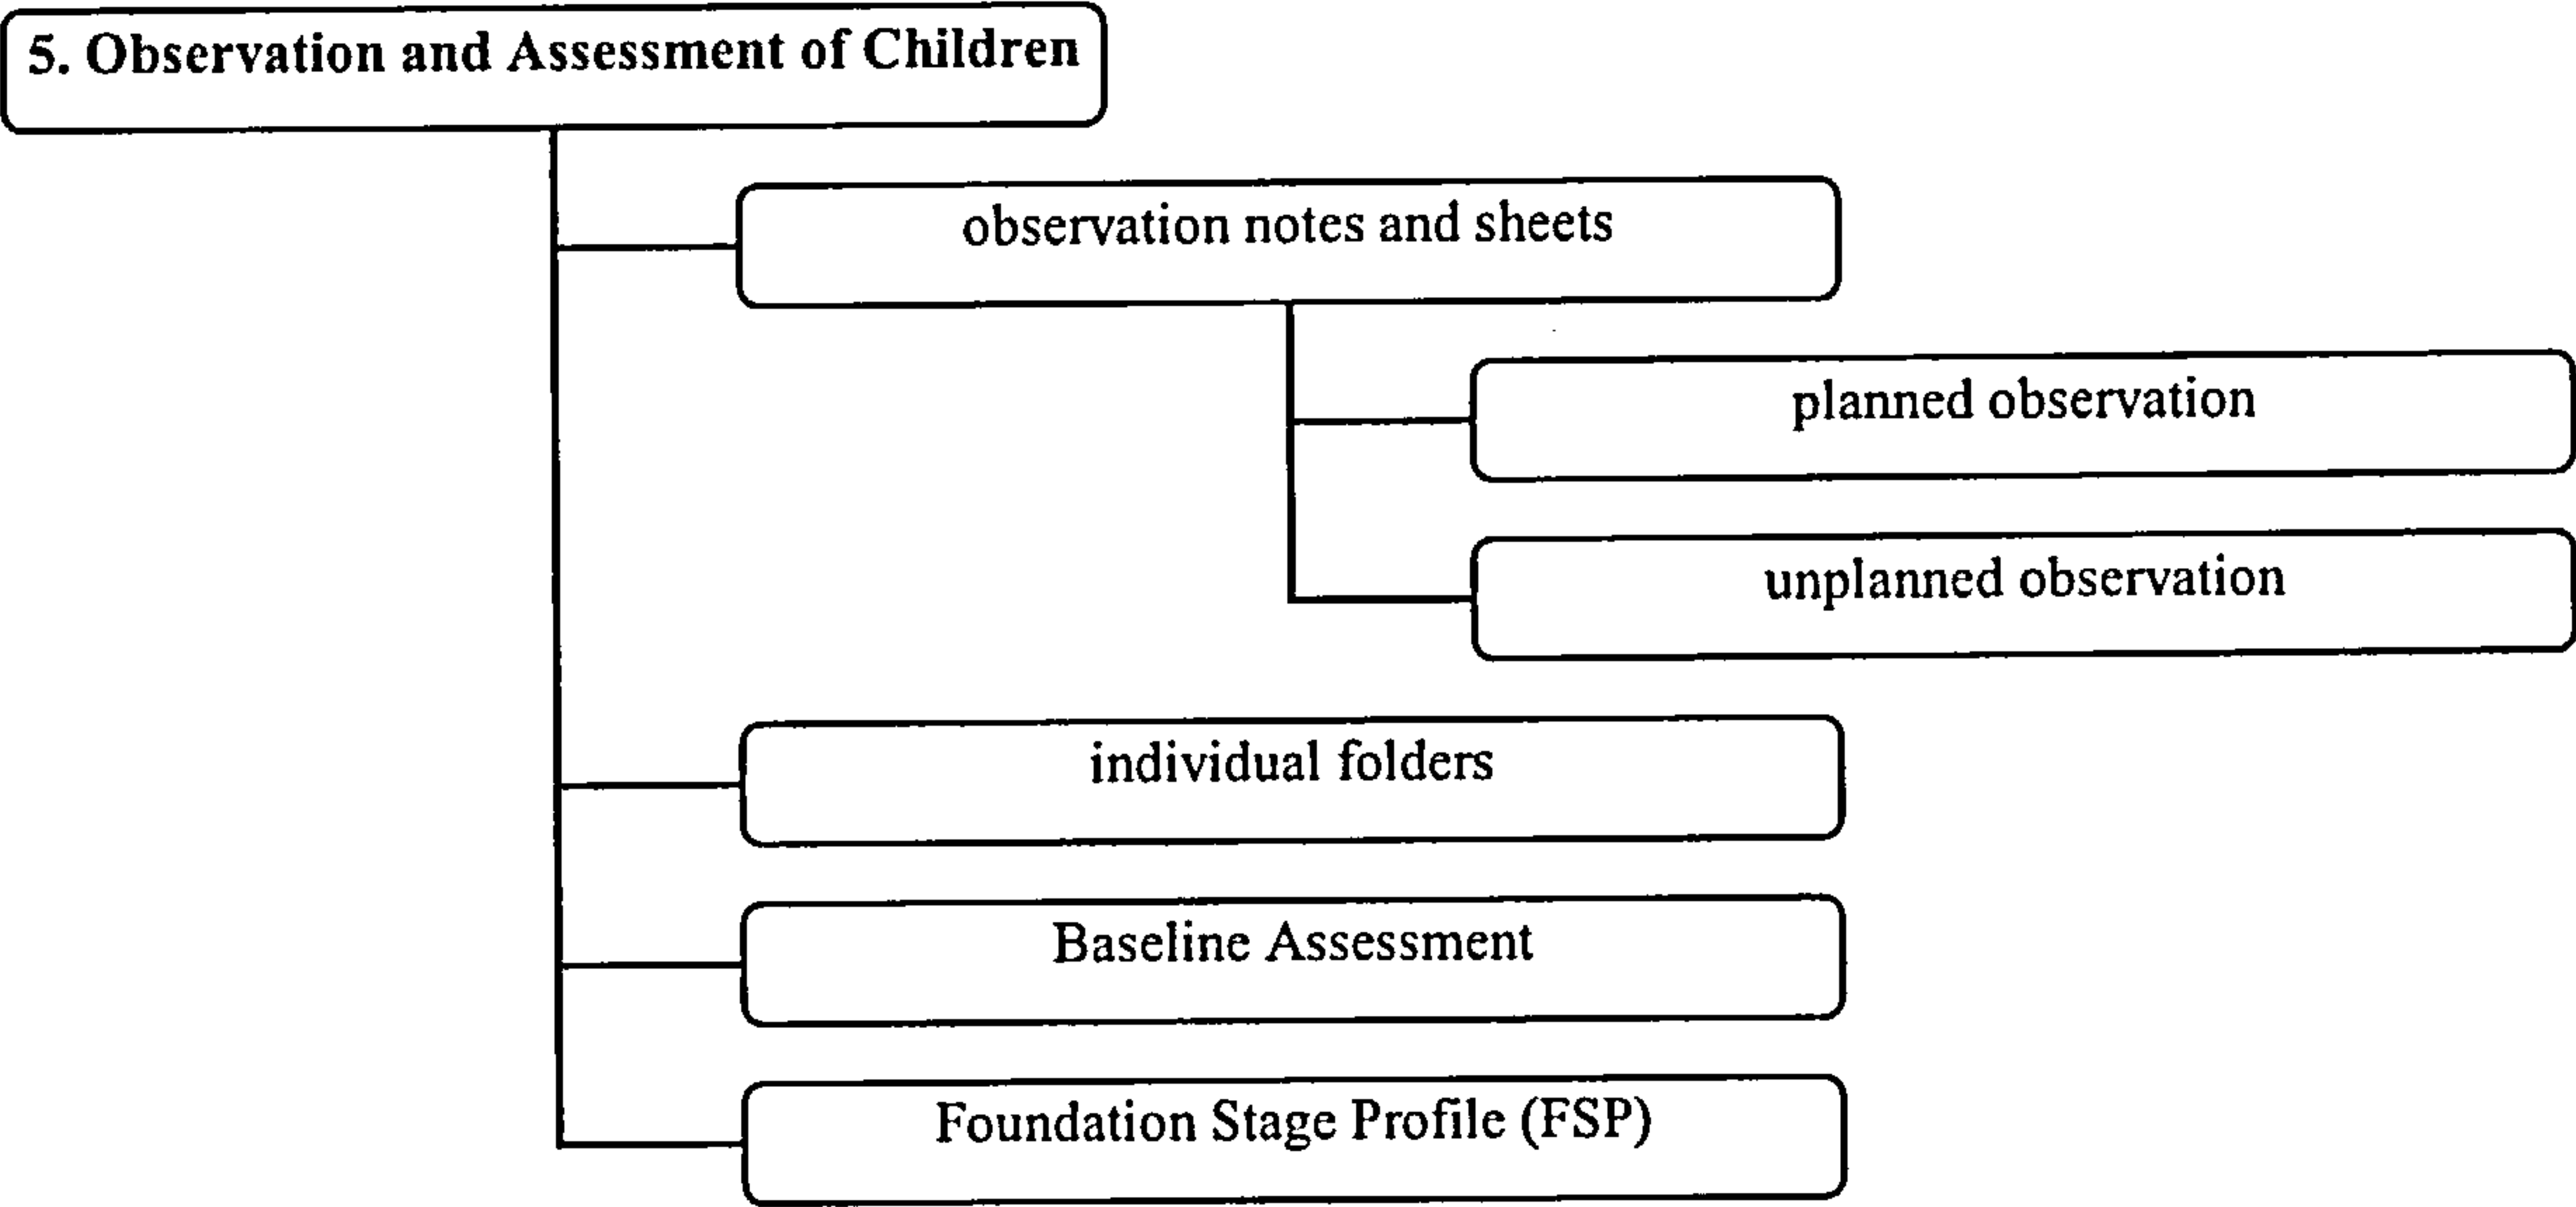 5. Observation and Assessment of Children
observation notes and sheets
planned observation
unplanned observation
individual folders
Baseline Assessment
Foundation Stage Profile (FSP)